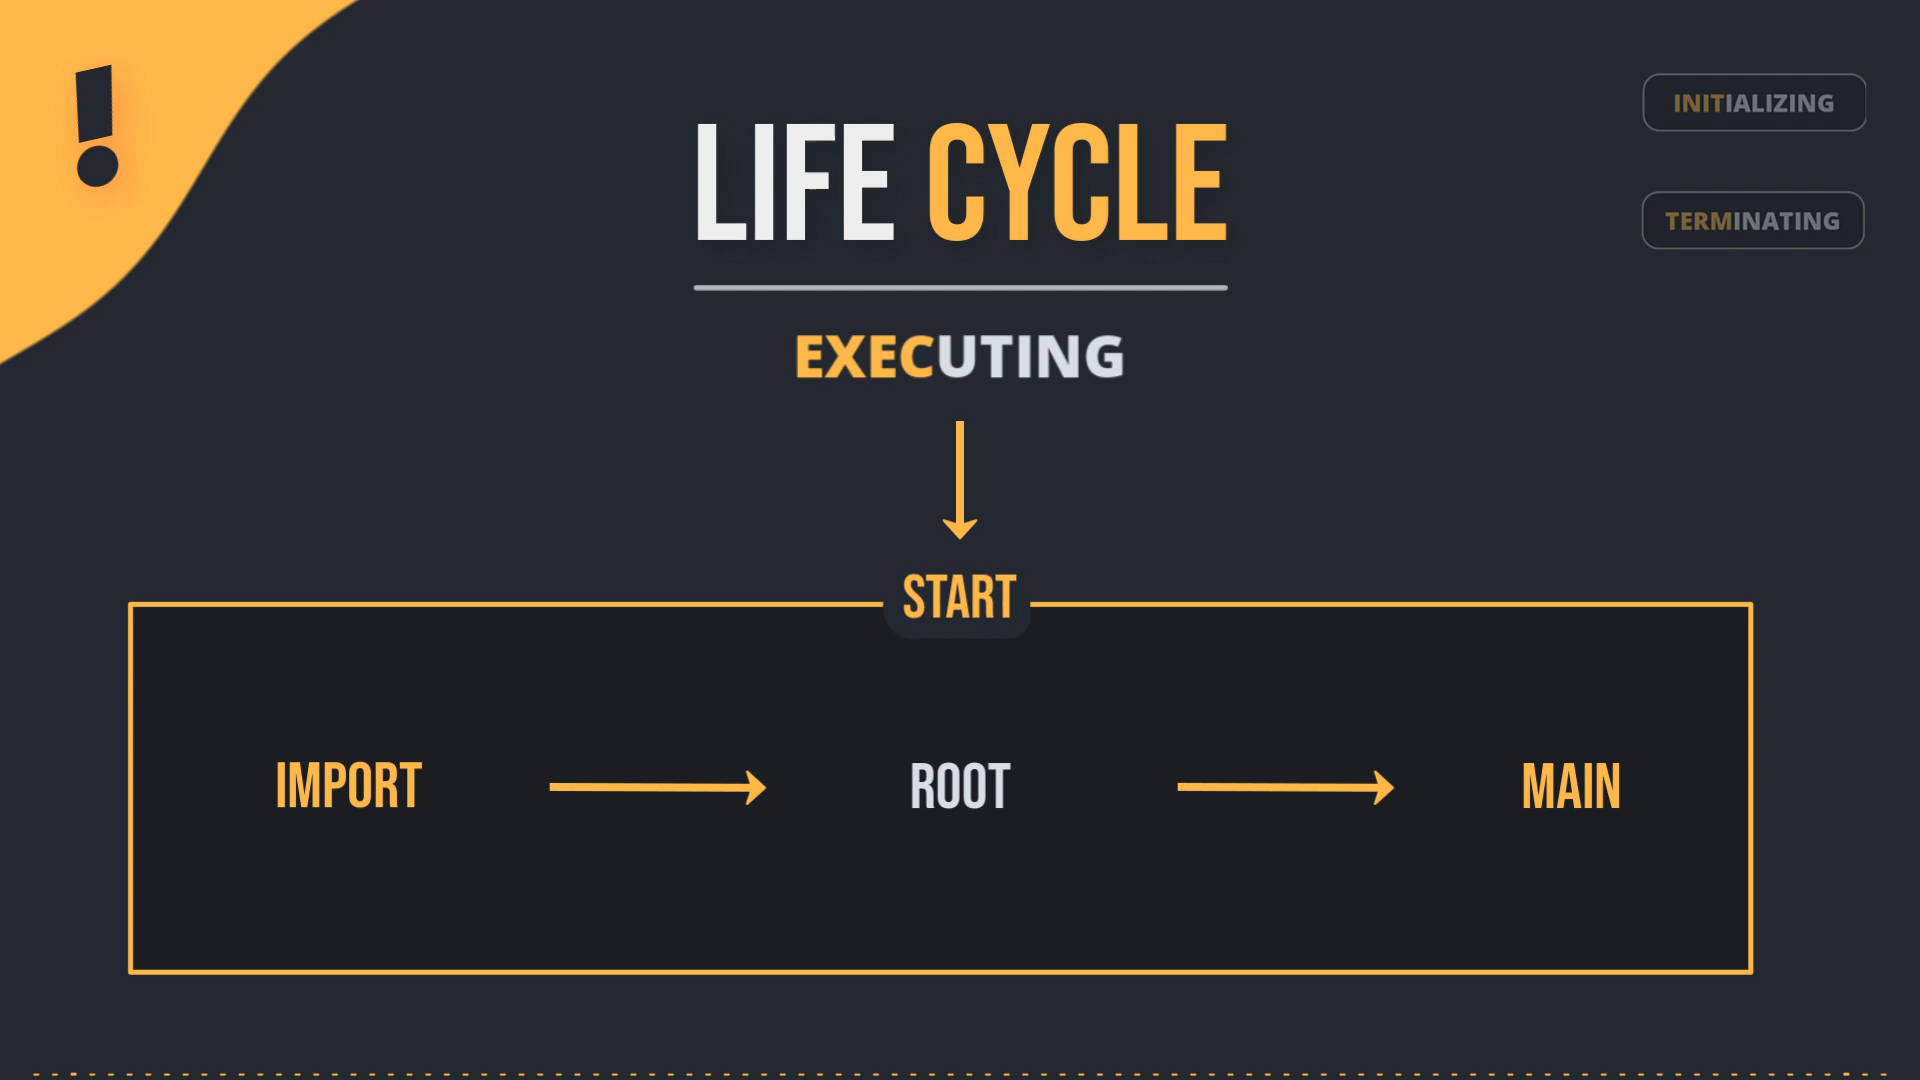 !
INITIALIZING
LIFE CYCLE
TERMINATING
EXECUTING
START
IMPORT
ROOT
MAIN